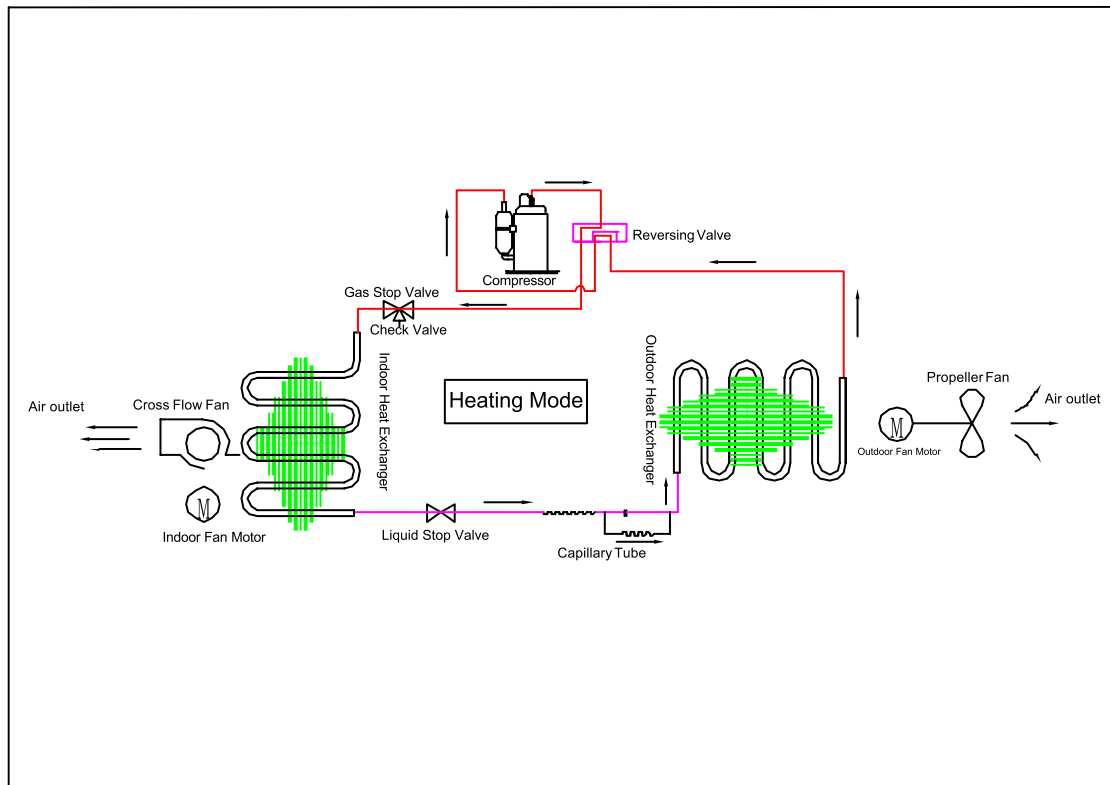 Reversing Valve
Compressor
Gas Stop Valve
Check Valve
Indoor Heat Exchanger
Outdoor Heat Exchanger
Heating Mode
Propeller Fan
Air outlet
Cross Flow Fan
Air outlet
M
Outdoor Fan Motor
M
Indoor Fan Motor
Liquid Stop Valve
Capillary Tube